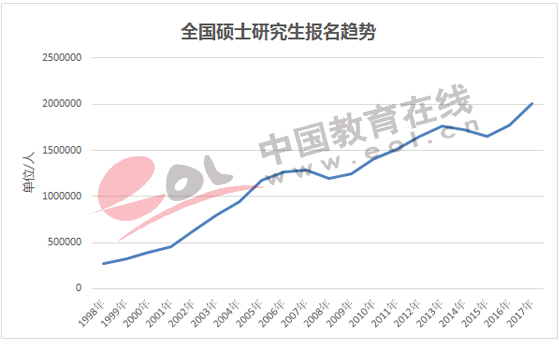 全国硕士研究生报名趋势
2500000
2000000
1500000
1000000
500000
0
单位/人
1998年
1999年
2000年
2001年
2002年
2003年
2004年
2005年
2006年
2007年
2008年
2009年
2010年
2011年
2012年
2013年
2014年
2015年
2016年
2017年
eOL
中国教育在线
www.eol.cn